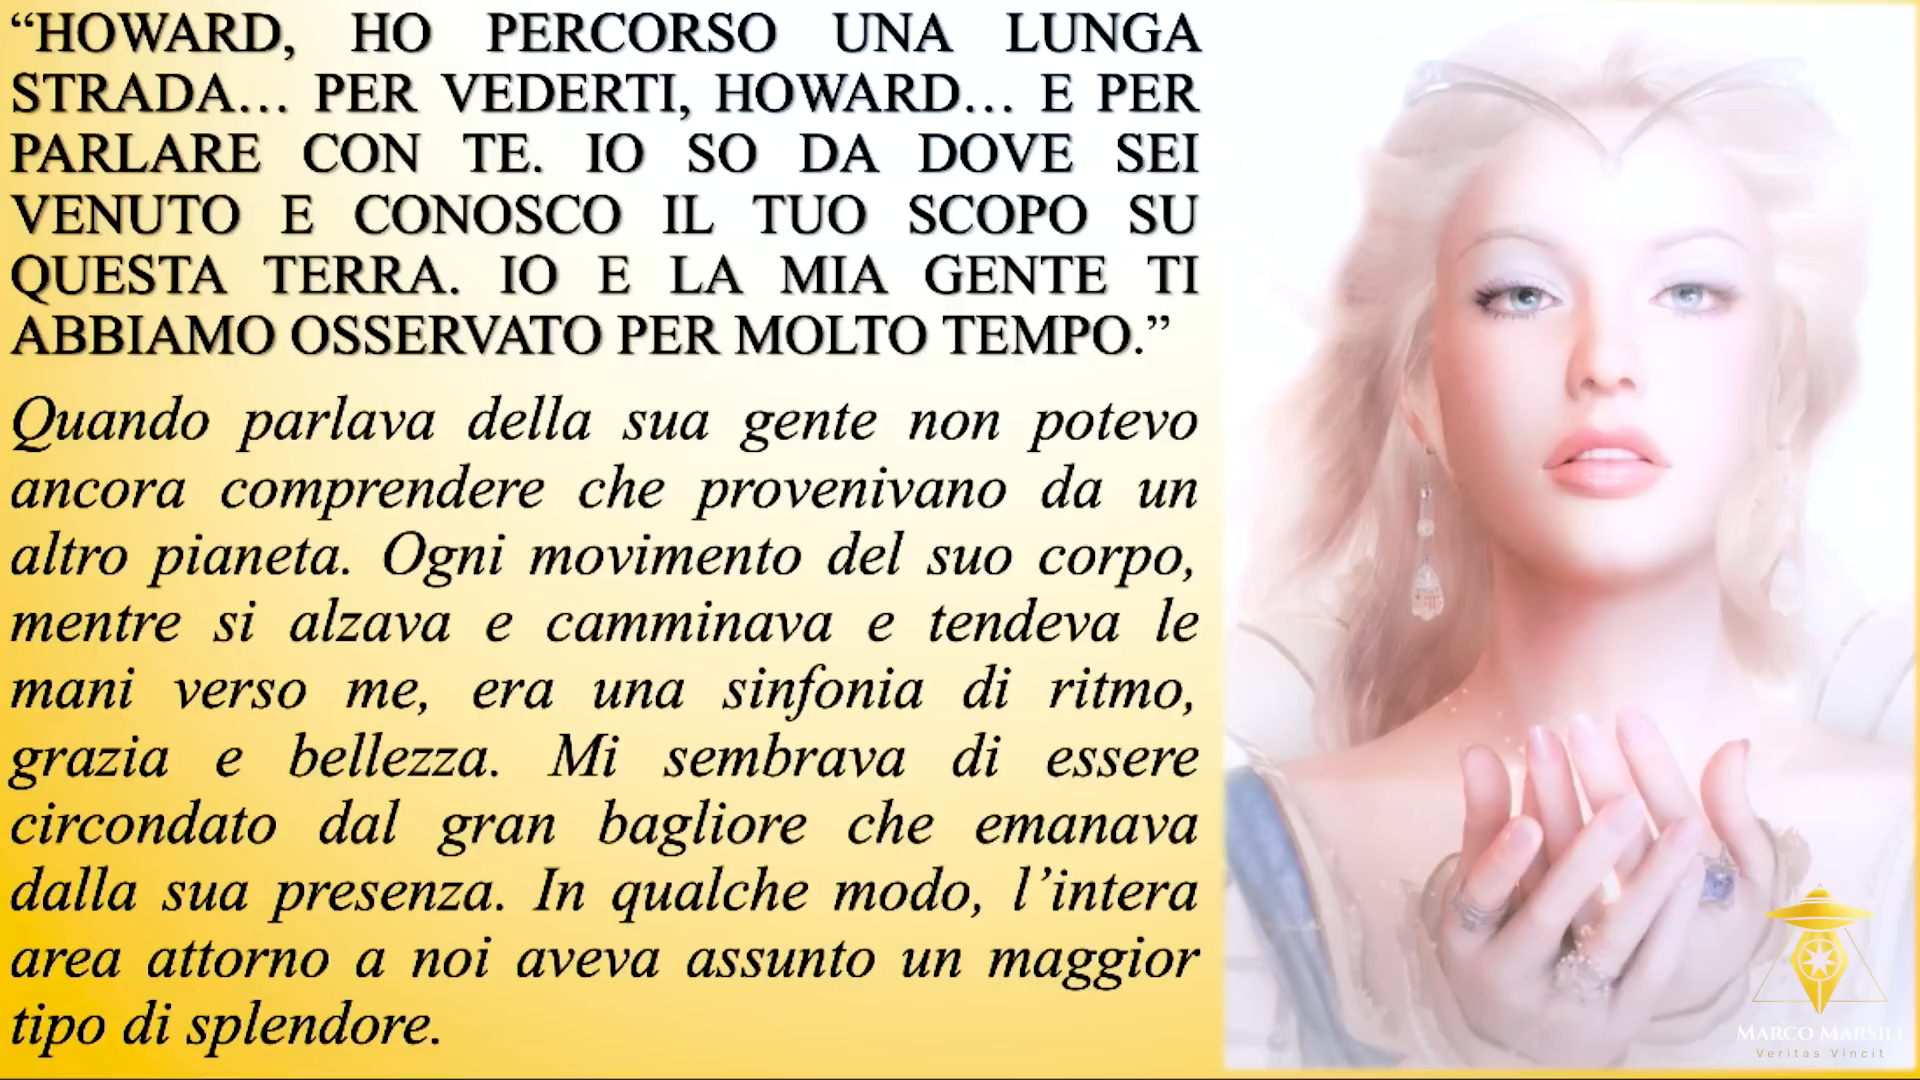 “HOWARD, HO PERCORSO UNA LUNGA
STRADA… PER VEDERTI, HOWARD… E PER
PARLARE CON TE. IO SO DA DOVE SEI
VENUTO E CONOSCO IL TUO SCOPO SU
QUESTA TERRA. IO E LA MIA GENTE TI
ABBIAMO OSSERVATO PER MOLTO TEMPO.”
Quando parlava della sua gente non potevo
ancora comprendere che provenivano da un
altro pianeta. Ogni movimento del suo corpo,
mentre si alzava e camminava e tendeva le
mani verso me, era una sinfonia di ritmo,
grazia e bellezza. Mi sembrava di essere
circondato dal gran bagliore che emanava
dalla sua presenza. In qualche modo, l’intera
area attorno a noi aveva assunto un maggior
tipo di splendore.
MARCO MARSILI
Veritas Vincit